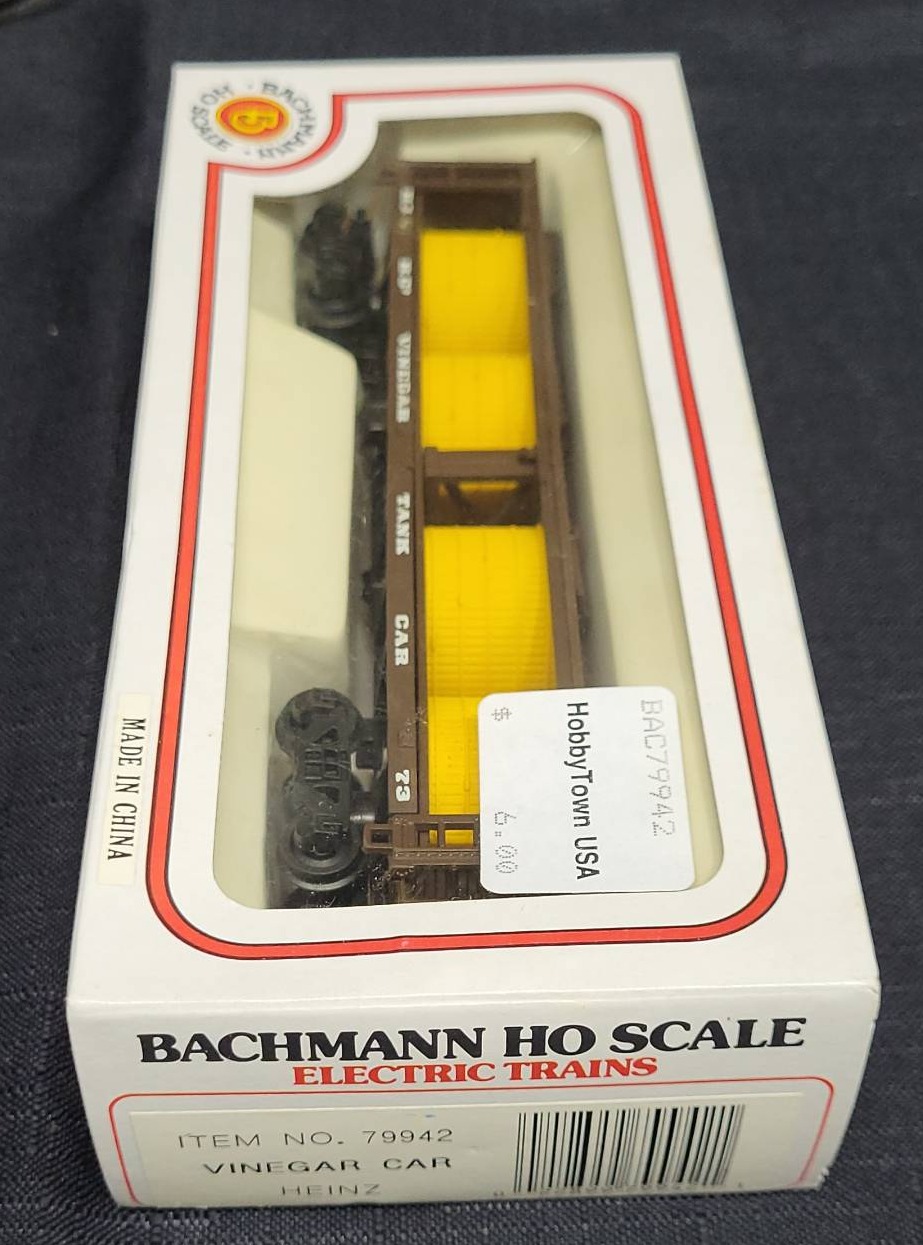 BACHMANN
HO SCALE
B
VINEGAR TANK CAR 73
BAC79942
HobbyTown USA
$ 6.00
MADE IN CHINA
BACHMANN HO SCALE
ELECTRIC TRAINS
ITEM NO. 79942
VINEGAR CAR
HEINZ